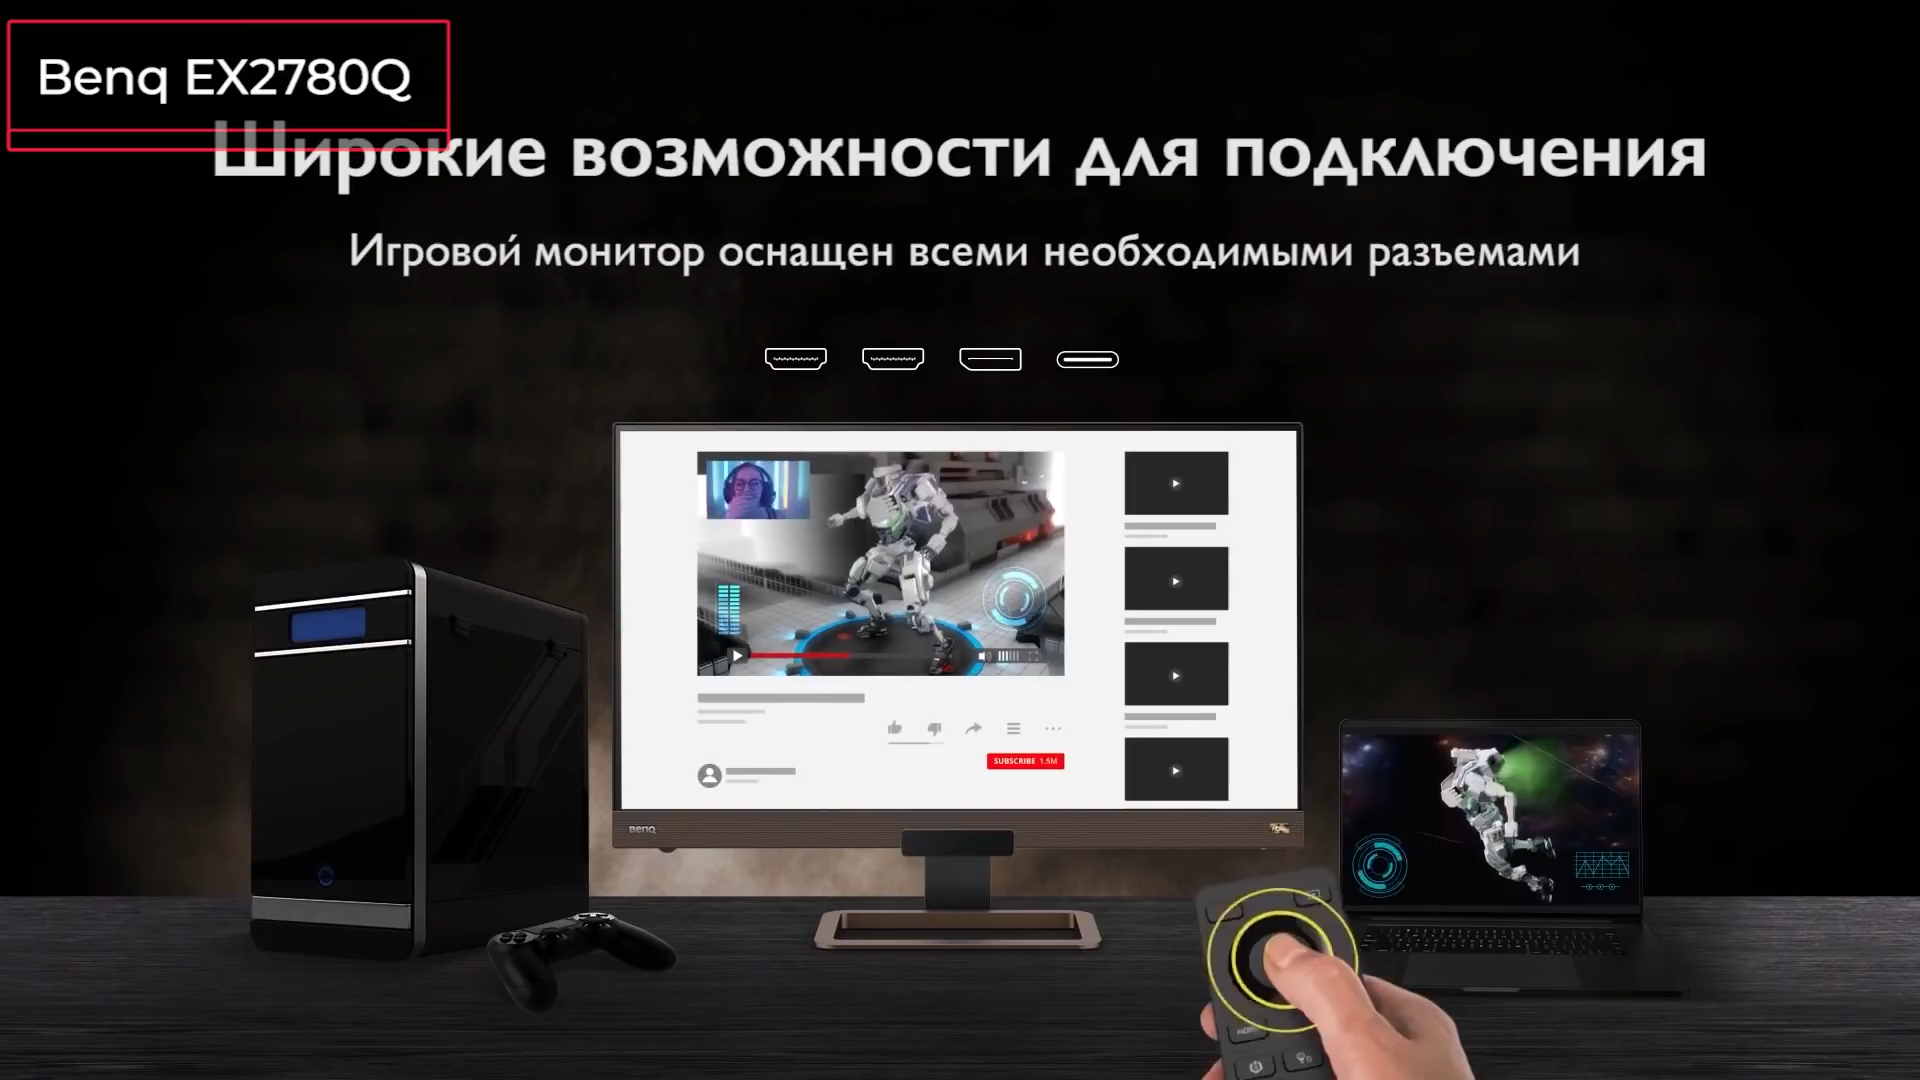 Benq EX2780Q
Широкие возможности для подключения
Игровой монитор оснащен всеми необходимыми разъемами
SUBSCRIBE 1.5M
BenQ